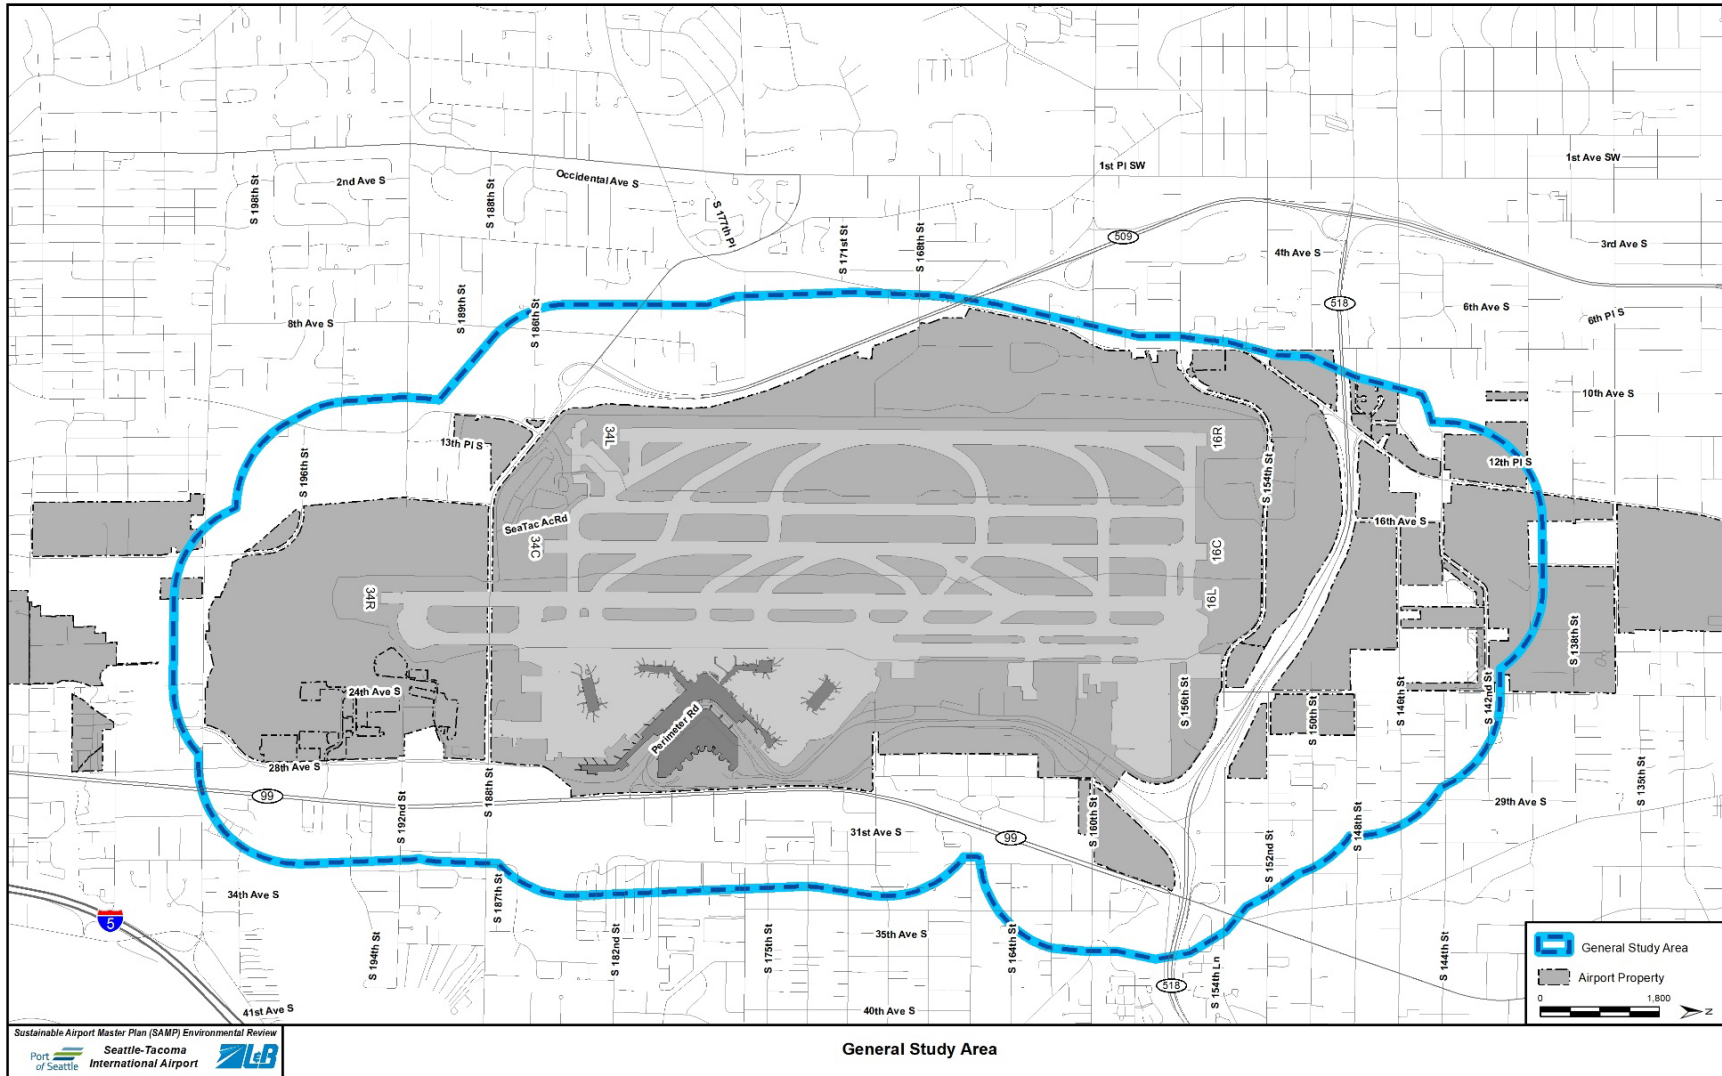 1st Pl SW
1st Ave SW
2nd Ave S
Occidental Ave S
S 198th St
S 188th St
S 177th Pl
S 171st St
S 168th St
509
4th Ave S
3rd Ave S
518
6th Ave S
6th Pl S
S 189th St
S 186th St
8th Ave S
10th Ave S
13th Pl S
34L
16R
12th Pl S
S 196th St
S 154th St
SeaTac AcRd
34C
16C
16th Ave S
34R
16L
S 138th St
24th Ave S
Perimeter Rd
S 156th St
S 150th St
S 146th St
S 142nd St
28th Ave S
99
S 192nd St
S 188th St
31st Ave S
99
S 160th St
S 152nd St
S 148th St
29th Ave S
S 135th St
34th Ave S
5
S 187th St
S 194th St
S 182nd St
S 175th St
35th Ave S
S 164th St
S 154th Ln
518
S 144th St
41st Ave S
40th Ave S
General Study Area
Airport Property
0 1,800
N
Sustainable Airport Master Plan (SAMP) Environmental Review
Port
of Seattle
Seattle-Tacoma
International Airport
L&B
General Study Area